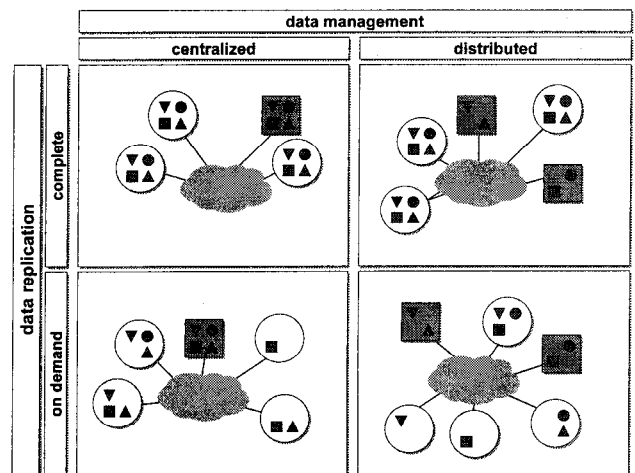 data management
centralized
distributed
data replication
complete
on demand